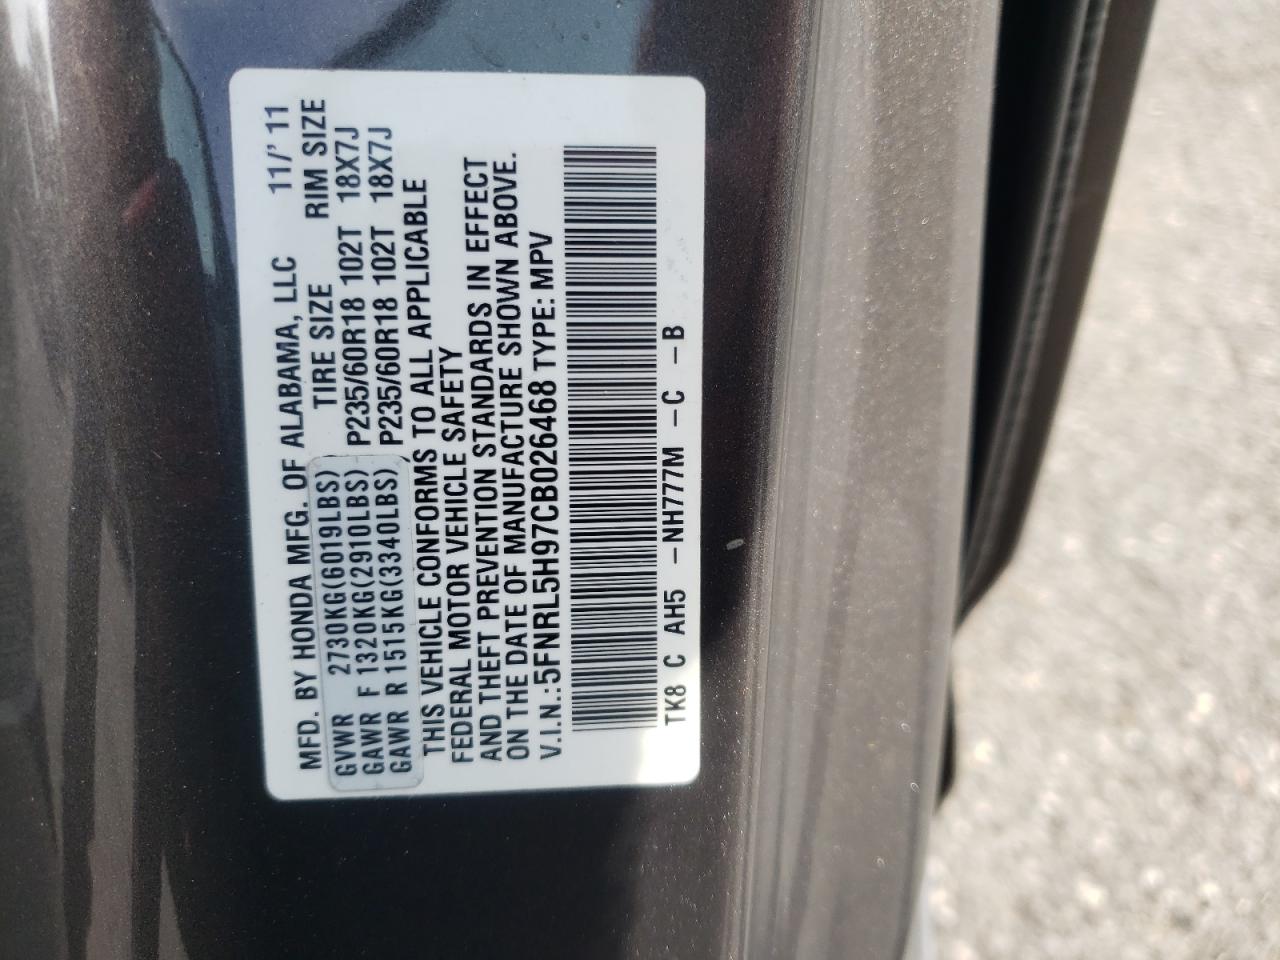 MFD. BY HONDA MFG. OF ALABAMA, LLC 11/' 11
TIRE SIZE RIM SIZE
GVWR 2730KG(6019LBS)
GAWR F 1320KG(2910LBS) P235/60R18 102T 18X7J
GAWR R 1515KG(3340LBS) P235/60R18 102T 18X7J
THIS VEHICLE CONFORMS TO ALL APPLICABLE
FEDERAL MOTOR VEHICLE SAFETY
AND THEFT PREVENTION STANDARDS IN EFFECT
ON THE DATE OF MANUFACTURE SHOWN ABOVE.
V.I.N.:5FNRL5H97CB026468 TYPE: MPV
TK8 C AH5 -NH777M -C -B